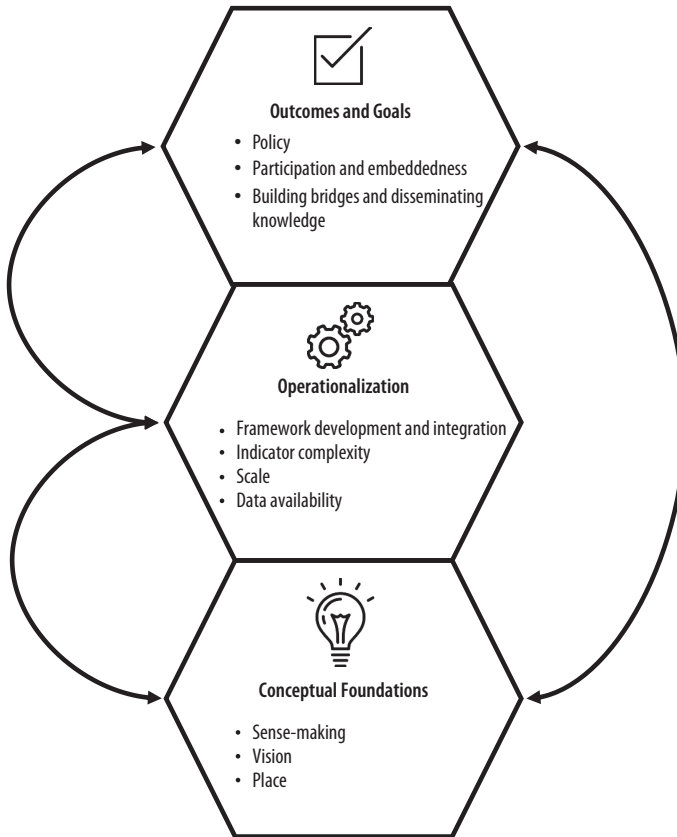 Outcomes and Goals
• Policy
• Participation and embeddedness
• Building bridges and disseminating
knowledge
Operationalization
• Framework development and integration
• Indicator complexity
• Scale
• Data availability
Conceptual Foundations
• Sense-making
• Vision
• Place